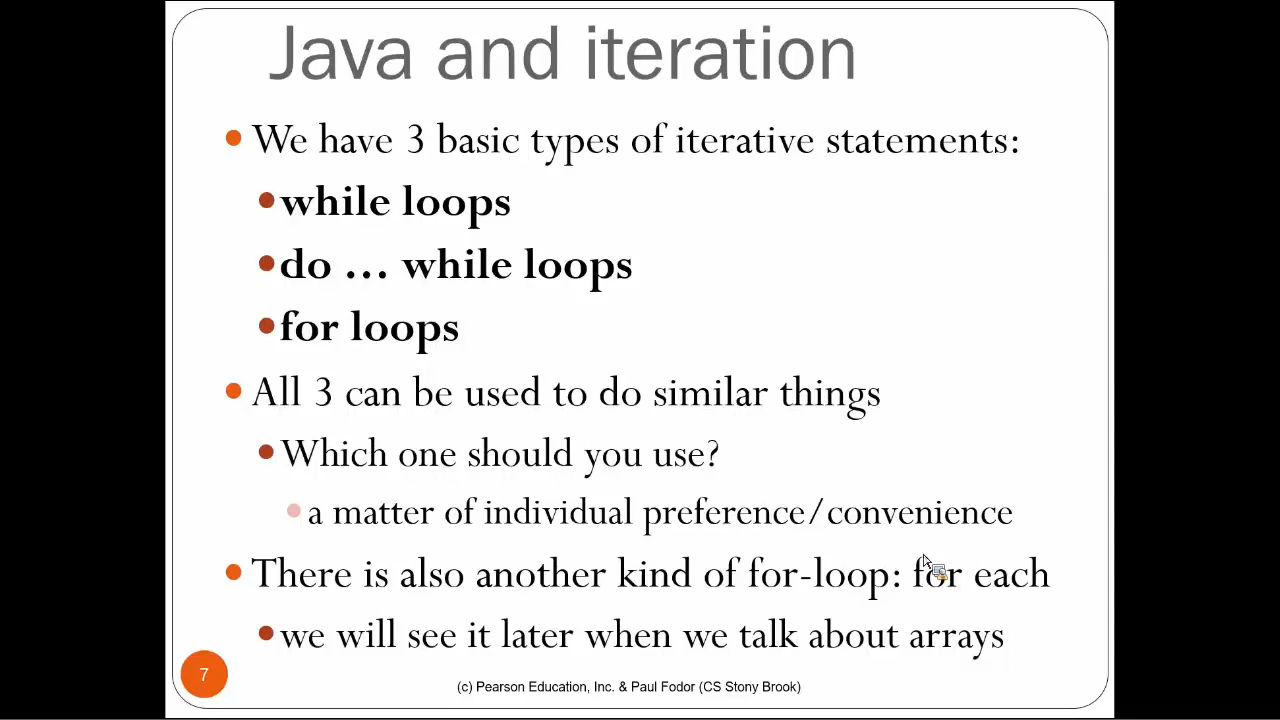 Java and iteration
We have 3 basic types of iterative statements:
while loops
do … while loops
for loops
All 3 can be used to do similar things
Which one should you use?
a matter of individual preference/convenience
There is also another kind of for-loop: for each
we will see it later when we talk about arrays
7
(c) Pearson Education, Inc. & Paul Fodor (CS Stony Brook)